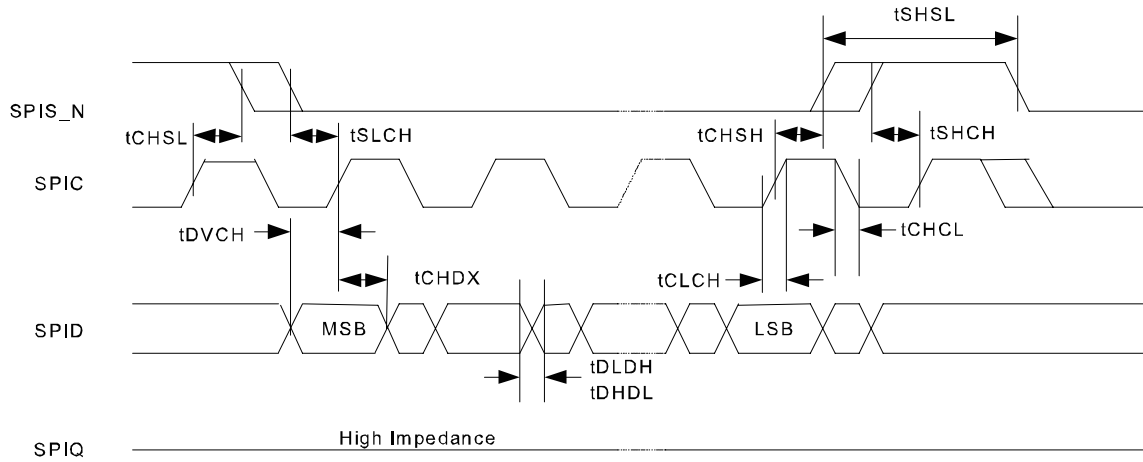 tSHSL
SPIS_N
tCHSL
tSLCH
tCHSH
tSHCH
SPIC
tDVCH
tCHCL
tCHDX
tCLCH
SPID
MSB
LSB
tDLDH
tDHDL
High Impedance
SPIQ